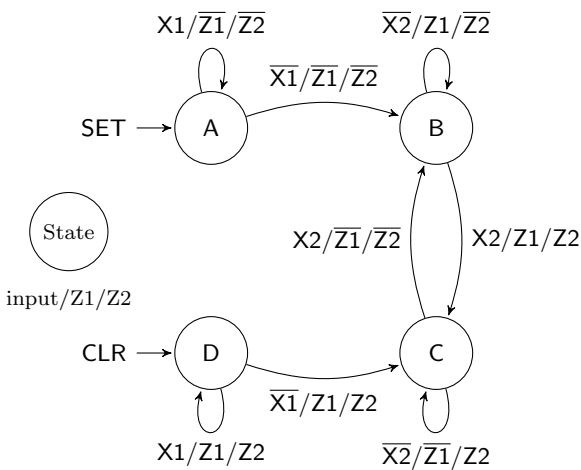 X1/Z̅1̅/Z̅2̅
X̅2̅/Z1/Z̅2̅
X̅1̅/Z̅1̅/Z̅2̅
SET
A
B
State
input/Z1/Z2
X2/Z̅1̅/Z̅2̅
X2/Z1/Z2
CLR
D
C
X̅1̅/Z1/Z2
X1/Z1/Z2
X̅2̅/Z̅1̅/Z2